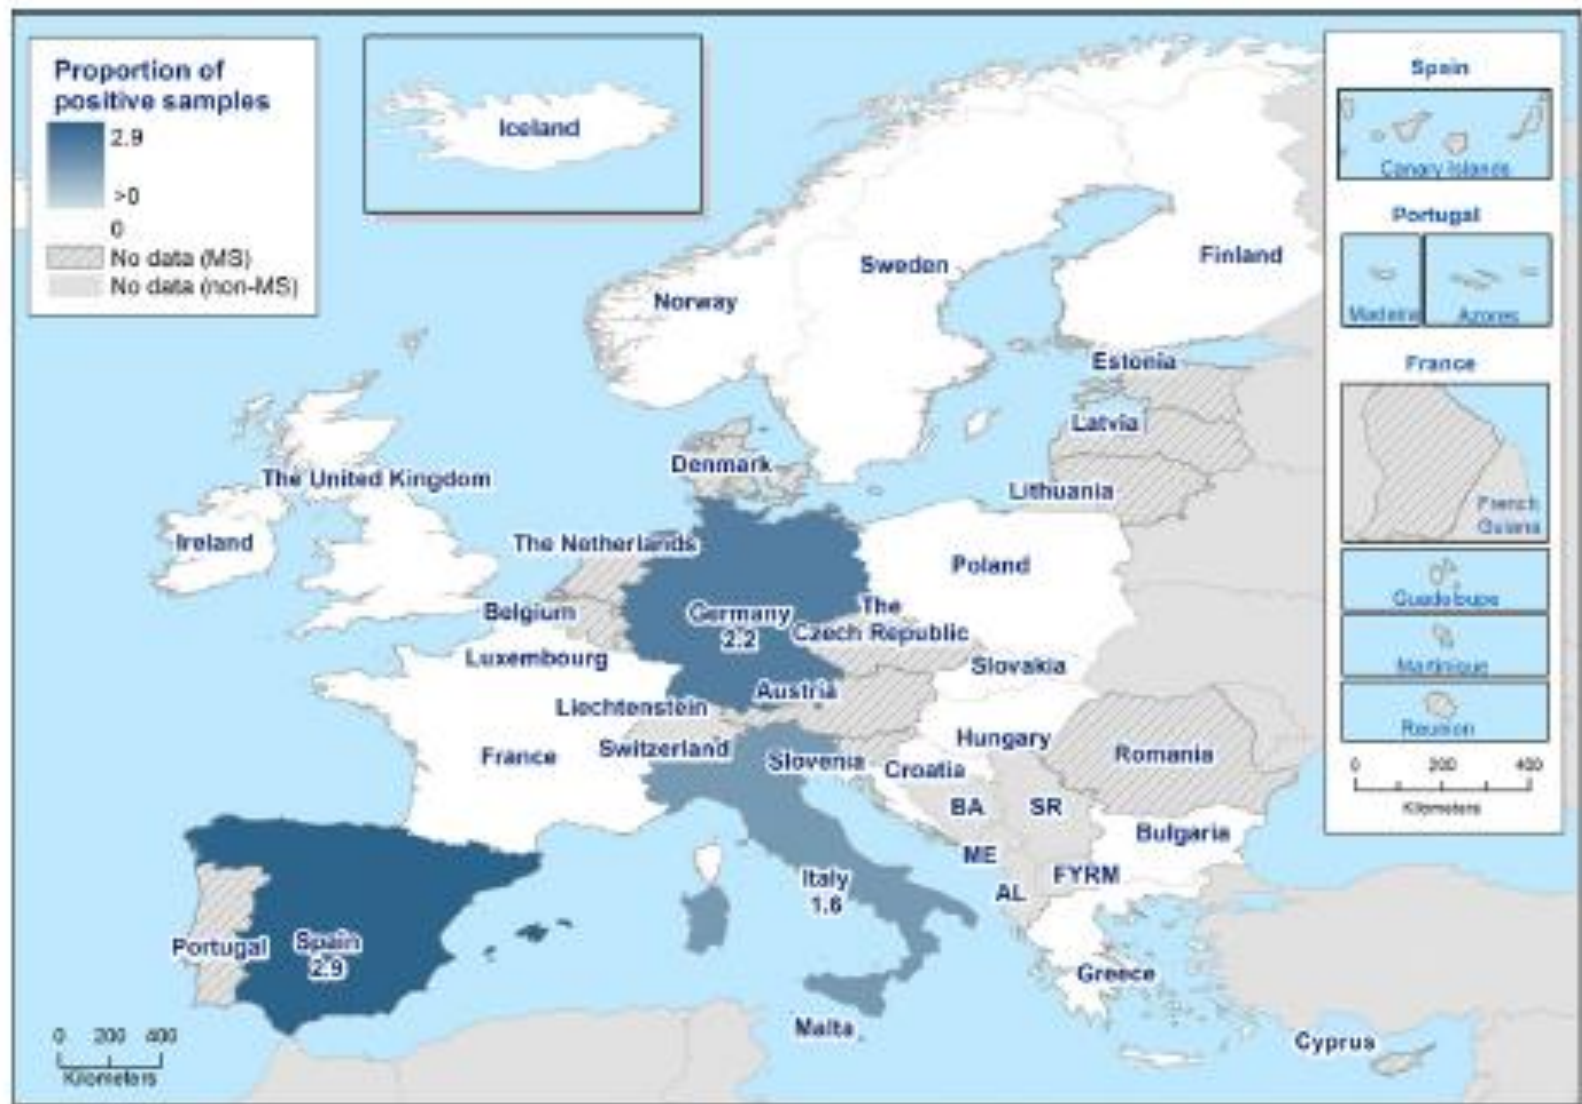 Proportion of
positive samples
2.9
>0
0
No data (MS)
No data (non-MS)
Iceland
Spain
Canary Islands
Portugal
Madeira
Azores
France
French
Guiana
Guadeloupe
Martinique
Reunion
0 200 400
Kilometers
Finland
Sweden
Norway
Estonia
Latvia
Denmark
Lithuania
The United Kingdom
Ireland
The Netherlands
Poland
Belgium
Germany
2.2
The
Czech Republic
Luxembourg
Slovakia
Austria
Liechtenstein
Switzerland
France
Slovenia
Hungary
Croatia
Romania
BA
SR
Bulgaria
ME
FYRM
AL
Italy
1.6
Portugal
Spain
2.9
Greece
Malta
Cyprus
0 200 400
Kilometers